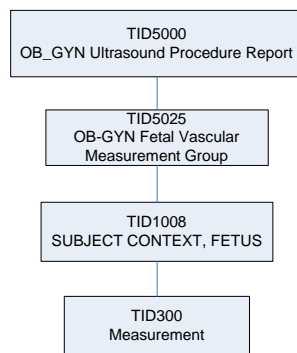 TID5000
OB_GYN Ultrasound Procedure Report
TID5025
OB-GYN Fetal Vascular
Measurement Group
TID1008
SUBJECT CONTEXT, FETUS
TID300
Measurement